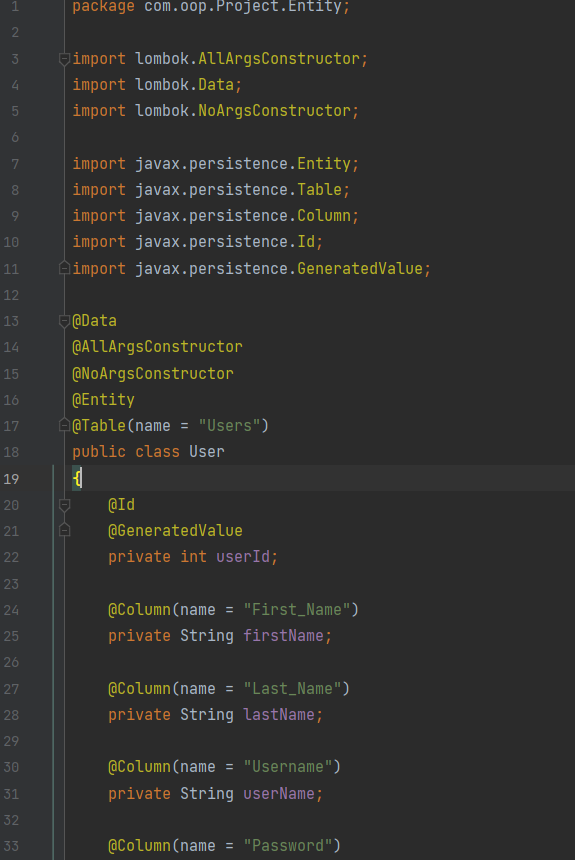 1 package com.oop.Project.Entity;
2
3 import lombok.AllArgsConstructor;
4 import lombok.Data;
5 import lombok.NoArgsConstructor;
6
7 import javax.persistence.Entity;
8 import javax.persistence.Table;
9 import javax.persistence.Column;
10 import javax.persistence.Id;
11 import javax.persistence.GeneratedValue;
12
13 @Data
14 @AllArgsConstructor
15 @NoArgsConstructor
16 @Entity
17 @Table(name = "Users")
18 public class User
19 {
20     @Id
21     @GeneratedValue
22     private int userId;
23
24     @Column(name = "First_Name")
25     private String firstName;
26
27     @Column(name = "Last_Name")
28     private String lastName;
29
30     @Column(name = "Username")
31     private String userName;
32
33     @Column(name = "Password")